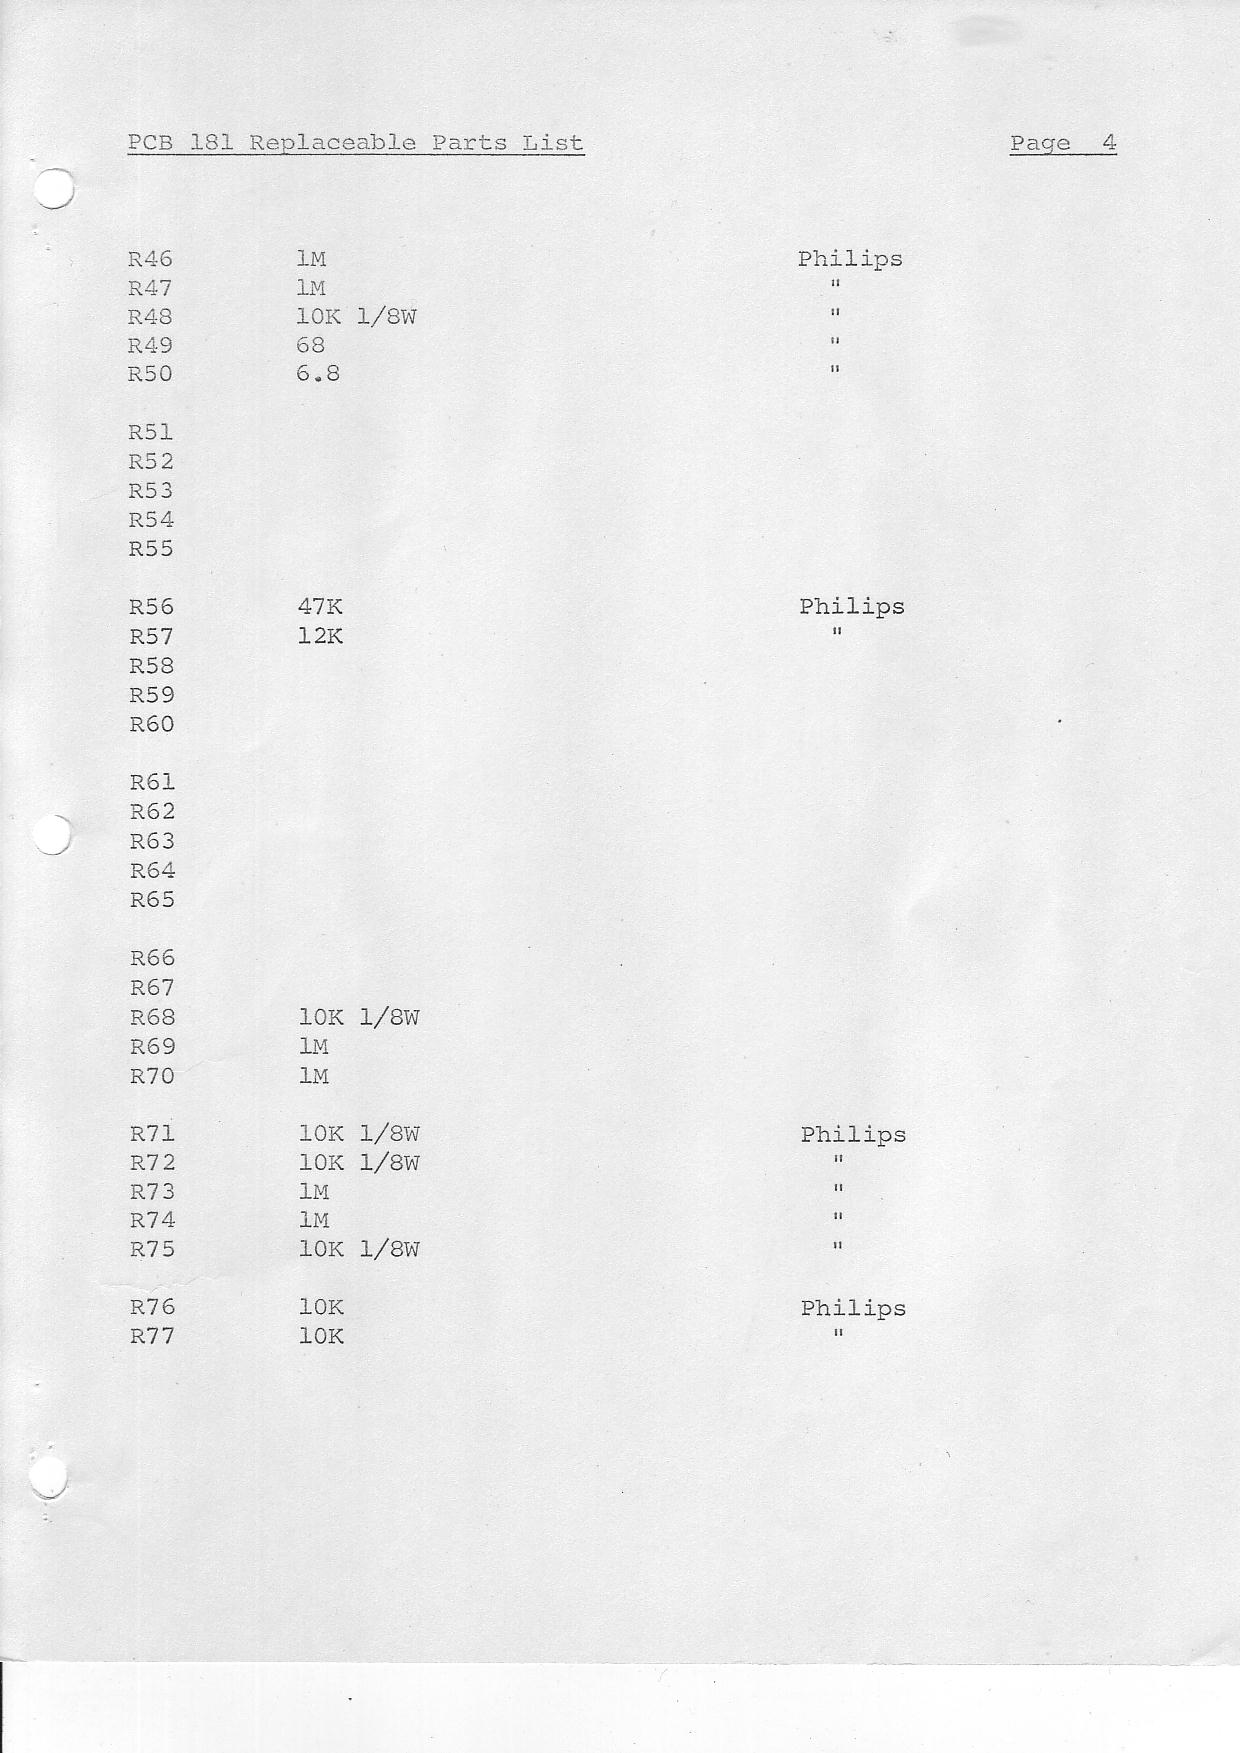 PCB 181 Replaceable Parts List Page 4
R46 1M Philips
R47 1M "
R48 10K 1/8W "
R49 68 "
R50 6.8 "
R51
R52
R53
R54
R55
R56 47K Philips
R57 12K "
R58
R59
R60
R61
R62
R63
R64
R65
R66
R67
R68 10K 1/8W
R69 1M
R70 1M
R71 10K 1/8W Philips
R72 10K 1/8W "
R73 1M "
R74 1M "
R75 10K 1/8W "
R76 10K Philips
R77 10K "